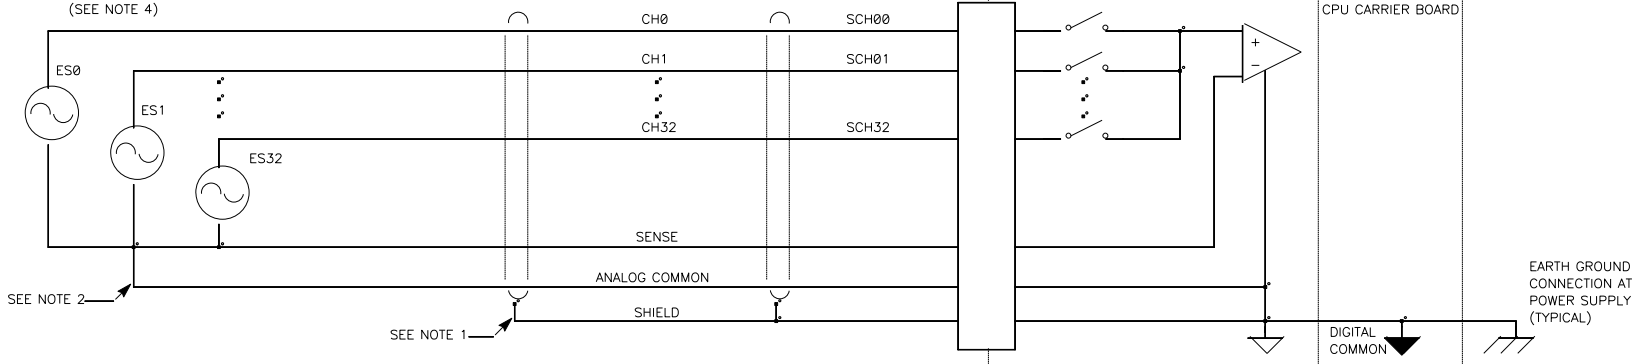 (SEE NOTE 4)
CH0
SCH00
CPU CARRIER BOARD
ES0
CH1
SCH01
+
−
ES1
CH32
SCH32
ES32
SENSE
ANALOG COMMON
SEE NOTE 2
SHIELD
SEE NOTE 1
DIGITAL
COMMON
EARTH GROUND
CONNECTION AT
POWER SUPPLY
(TYPICAL)